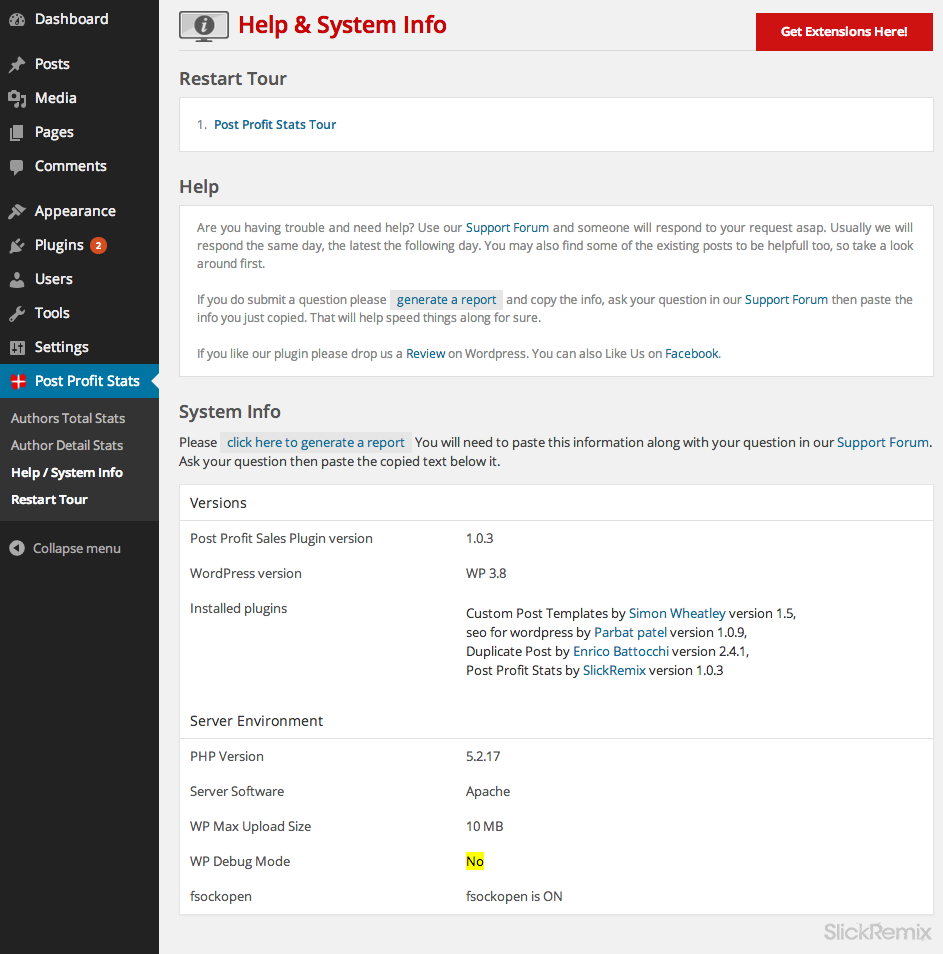 Dashboard
Posts
Media
Pages
Comments
Appearance
Plugins 2
Users
Tools
Settings
Post Profit Stats
Authors Total Stats
Author Detail Stats
Help / System Info
Restart Tour
Collapse menu
Help & System Info
Get Extensions Here!
Restart Tour
1. Post Profit Stats Tour
Help
Are you having trouble and need help? Use our Support Forum and someone will respond to your request asap. Usually we will
respond the same day, the latest the following day. You may also find some of the existing posts to be helpfull too, so take a look
around first.
If you do submit a question please generate a report and copy the info, ask your question in our Support Forum then paste the
info you just copied. That will help speed things along for sure.
If you like our plugin please drop us a Review on Wordpress. You can also Like Us on Facebook.
System Info
Please click here to generate a report You will need to paste this information along with your question in our Support Forum.
Ask your question then paste the copied text below it.
Versions
Post Profit Sales Plugin version 1.0.3
WordPress version WP 3.8
Installed plugins
Custom Post Templates by Simon Wheatley version 1.5,
seo for wordpress by Parbat patel version 1.0.9,
Duplicate Post by Enrico Battocchi version 2.4.1,
Post Profit Stats by SlickRemix version 1.0.3
Server Environment
PHP Version 5.2.17
Server Software Apache
WP Max Upload Size 10 MB
WP Debug Mode No
fsockopen fsockopen is ON
SlickRemix